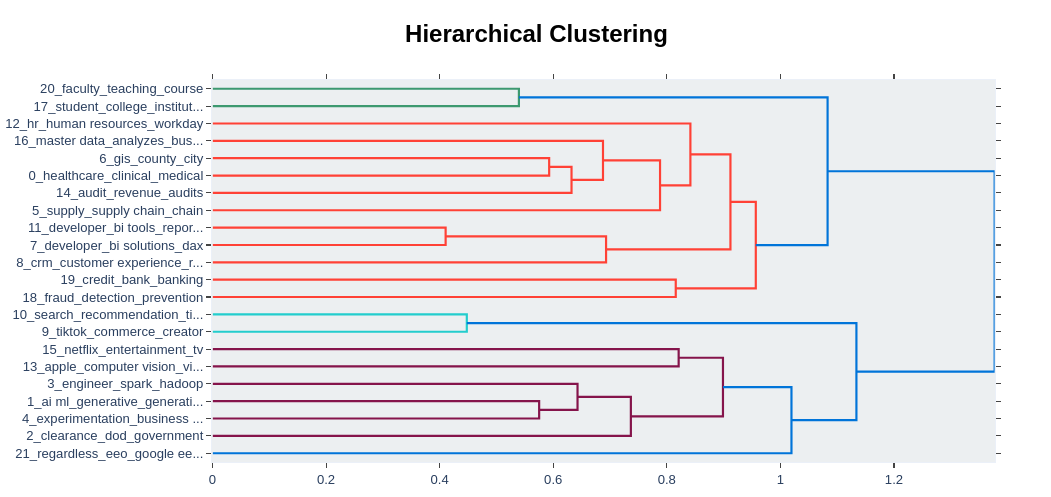 Hierarchical Clustering
20_faculty_teaching_course
17_student_college_institut...
12_hr_human resources_workday
16_master data_analyzes_bus...
6_gis_county_city
0_healthcare_clinical_medical
14_audit_revenue_audits
5_supply_supply chain_chain
11_developer_bi tools_repor...
7_developer_bi solutions_dax
8_crm_customer experience_r...
19_credit_bank_banking
18_fraud_detection_prevention
10_search_recommendation_ti...
9_tiktok_commerce_creator
15_netflix_entertainment_tv
13_apple_computer vision_vi...
3_engineer_spark_hadoop
1_ai ml_generative_generati...
4_experimentation_business ...
2_clearance_dod_government
21_regardless_eeo_google ee...
0 0.2 0.4 0.6 0.8 1 1.2